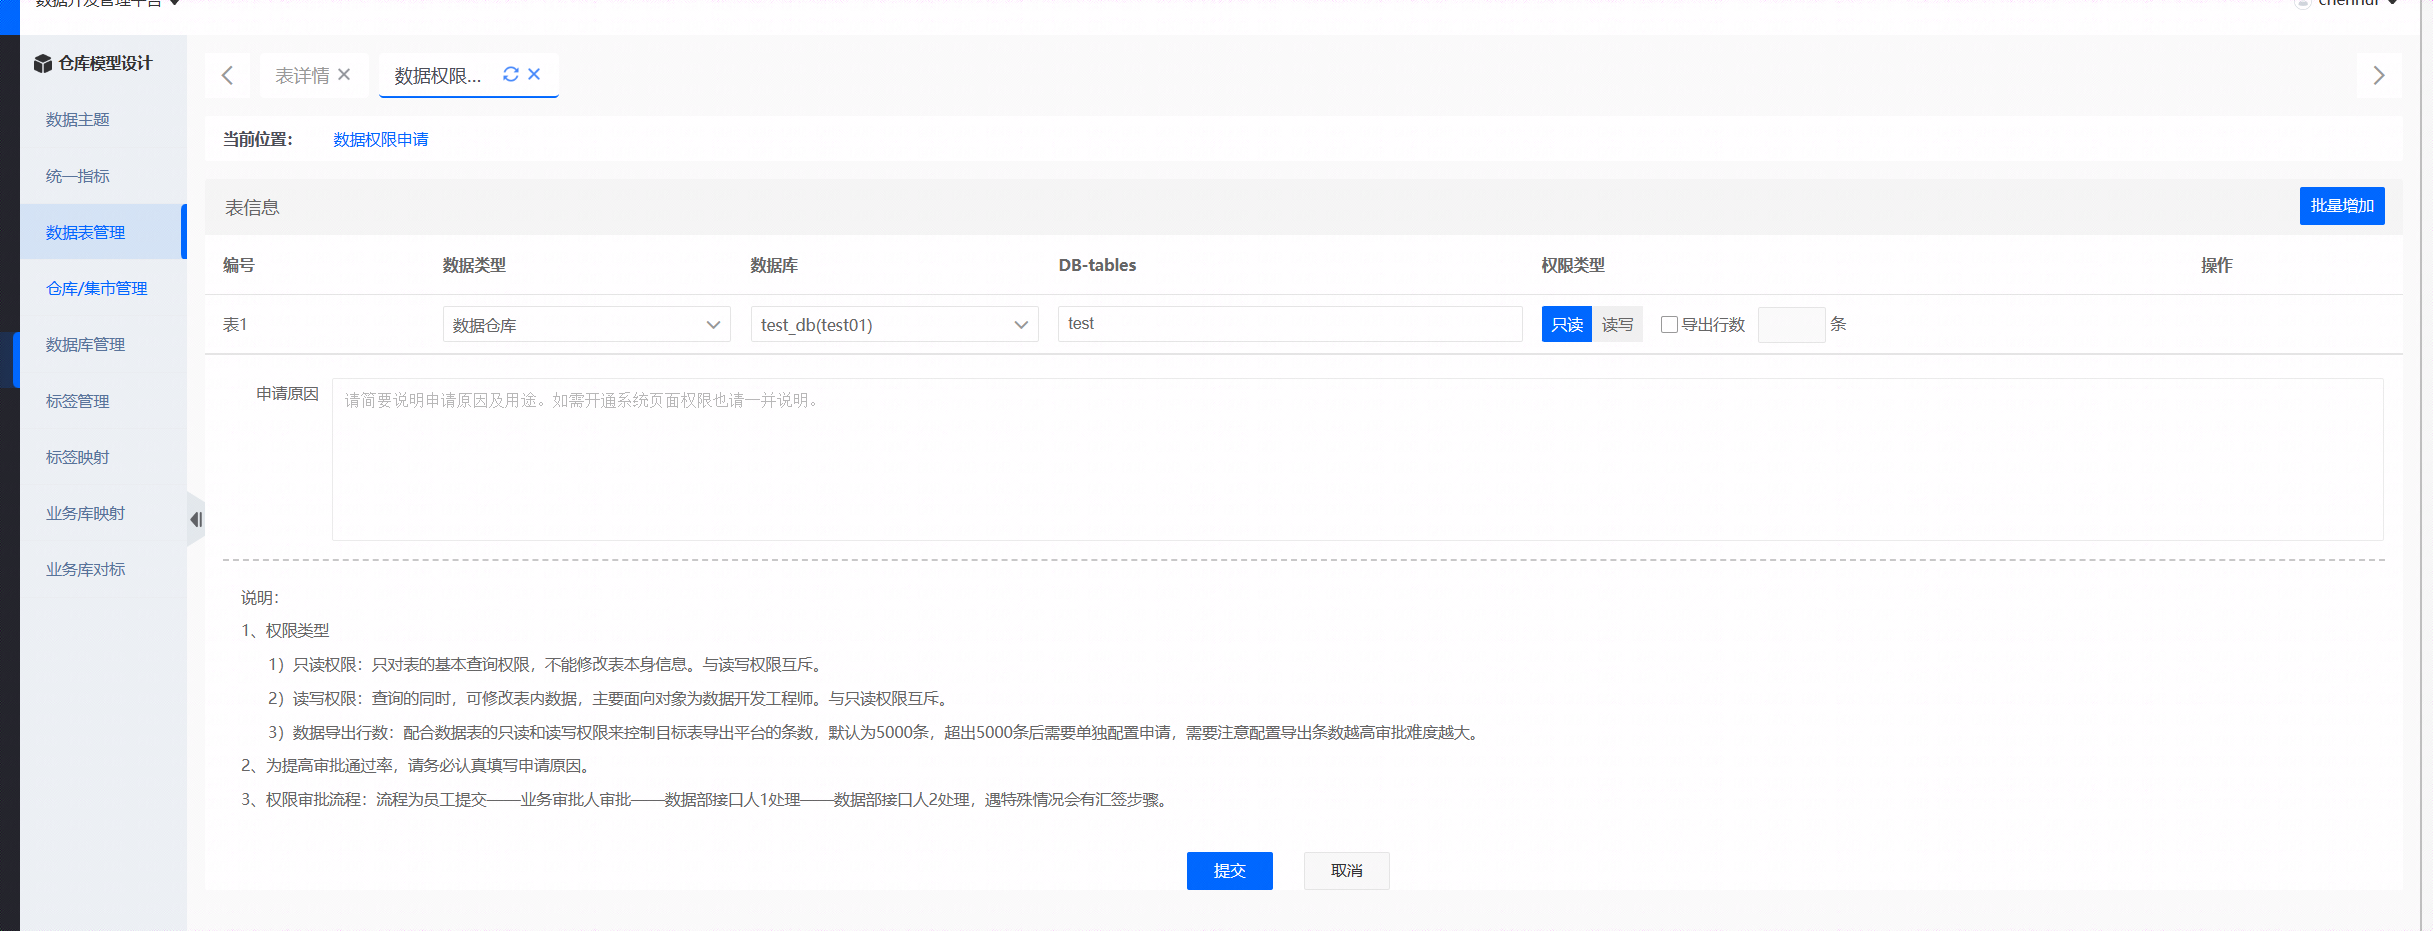 数据开发管理平台
chenhui
仓库模型设计
数据主题
统一指标
数据表管理
仓库/集市管理
数据库管理
标签管理
标签映射
业务库映射
业务库对标
表详情
数据权限...
当前位置： 数据权限申请
表信息 批量增加
编号 数据类型 数据库 DB-tables 权限类型 操作
表1 数据仓库 test_db(test01) test 只读 读写 导出行数 条
申请原因 请简要说明申请原因及用途。如需开通系统页面权限也请一并说明。
说明：
1、权限类型
1）只读权限：只对表的基本查询权限，不能修改表本身信息。与读写权限互斥。
2）读写权限：查询的同时，可修改表内数据，主要面向对象为数据开发工程师。与只读权限互斥。
3）数据导出行数：配合数据表的只读和读写权限来控制目标表导出平台的条数，默认为5000条，超出5000条后需要单独配置申请，需要注意配置导出条数越高审批难度越大。
2、为提高审批通过率，请务必认真填写申请原因。
3、权限审批流程：流程为员工提交——业务审批人审批——数据部接口人1处理——数据部接口人2处理，遇特殊情况会有汇签步骤。
提交 取消